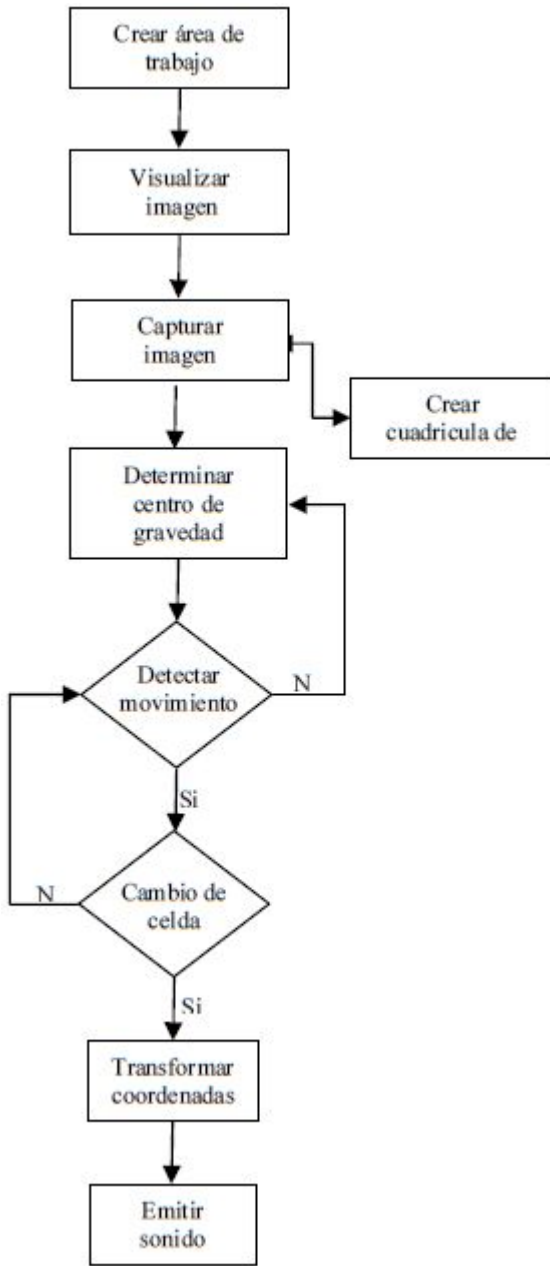 Crear área de
trabajo
Visualizar
imagen
Capturar
imagen
Crear
cuadricula de
Determinar
centro de
gravedad
Detectar
movimiento
N
Si
N
Cambio de
celda
Si
Transformar
coordenadas
Emitir
sonido